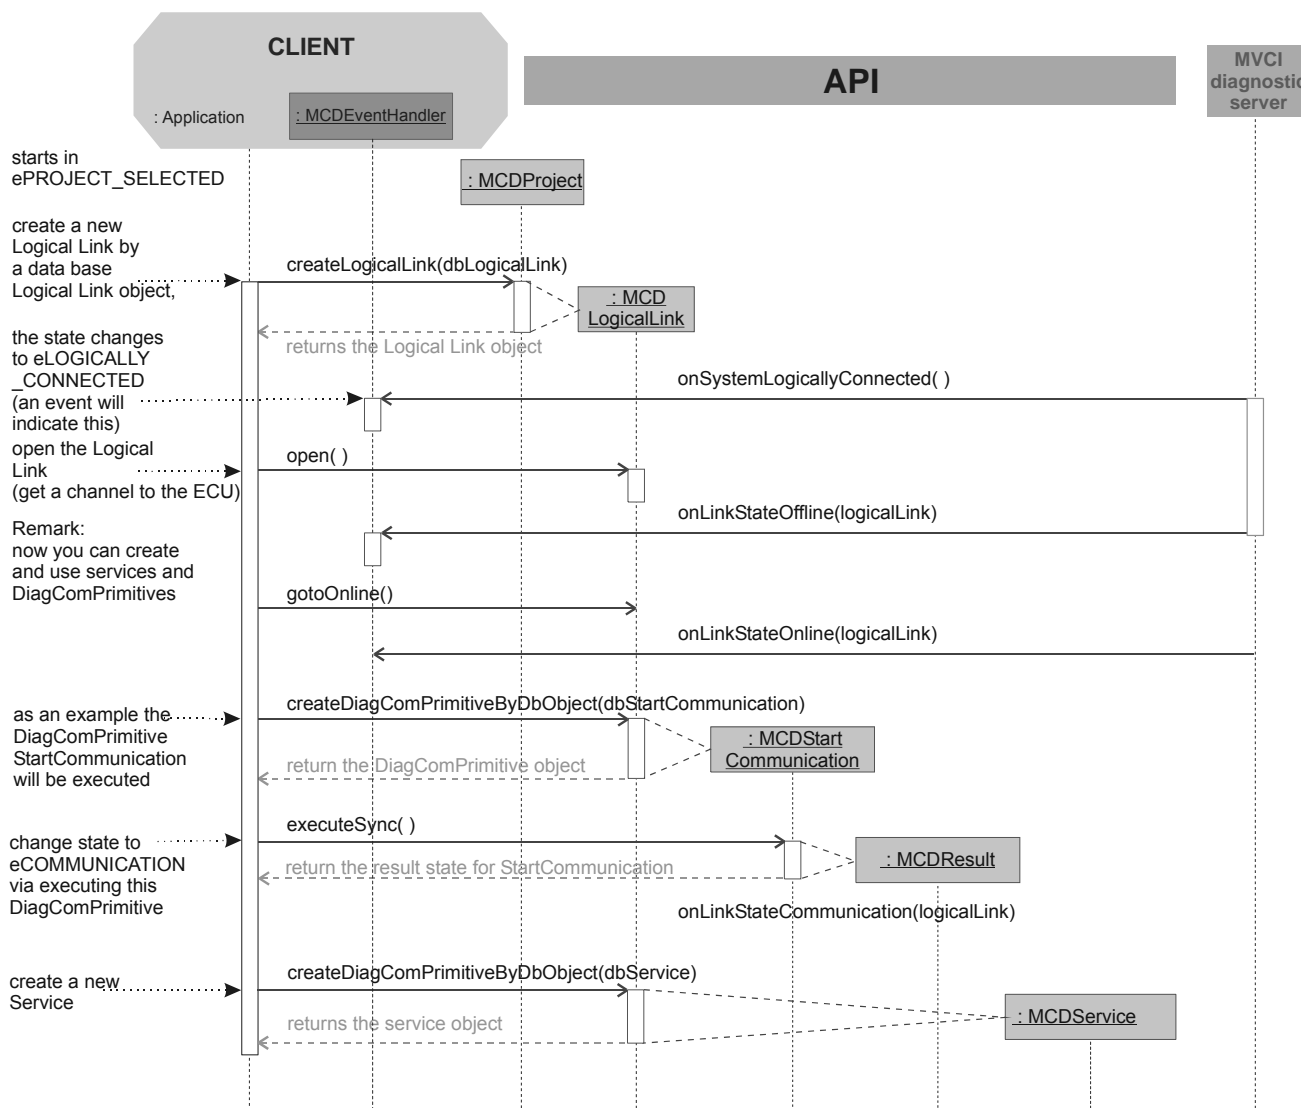 CLIENT
API
MVCI
diagnostic
server
: Application
: MCDEventHandler
starts in
ePROJECT_SELECTED
: MCDProject
create a new
Logical Link by
a data base
Logical Link object,
createLogicalLink(dbLogicalLink)
: MCD
LogicalLink
returns the Logical Link object
the state changes
to eLOGICALLY
_CONNECTED
(an event will
indicate this)
onSystemLogicallyConnected( )
open the Logical
Link
(get a channel to the ECU)
open( )
onLinkStateOffline(logicalLink)
Remark:
now you can create
and use services and
DiagComPrimitives
gotoOnline()
onLinkStateOnline(logicalLink)
createDiagComPrimitiveByDbObject(dbStartCommunication)
as an example the
DiagComPrimitive
StartCommunication
will be executed
: MCDStart
Communication
return the DiagComPrimitive object
executeSync( )
change state to
eCOMMUNICATION
via executing this
DiagComPrimitive
: MCDResult
return the result state for StartCommunication
onLinkStateCommunication(logicalLink)
createDiagComPrimitiveByDbObject(dbService)
create a new
Service
: MCDService
returns the service object